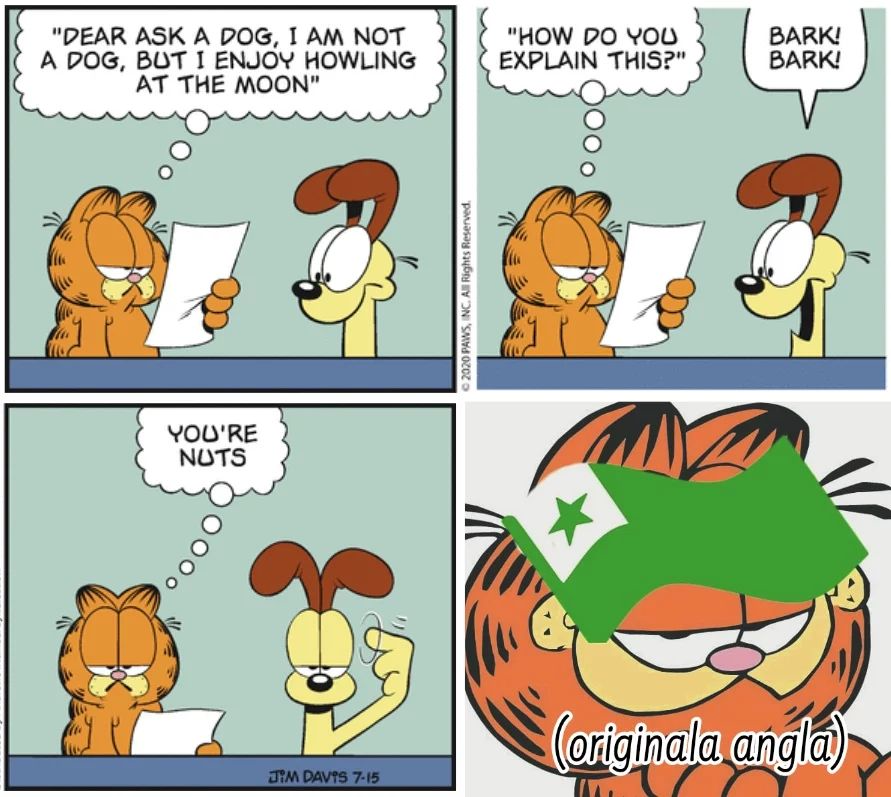 "DEAR ASK A DOG, I AM NOT
A DOG, BUT I ENJOY HOWLING
AT THE MOON"
"HOW DO YOU
EXPLAIN THIS?"
BARK!
BARK!
© 2020 PAWS, INC. All Rights Reserved.
YOU'RE
NUTS
JIM DAVIS 7-15
(originala angla)